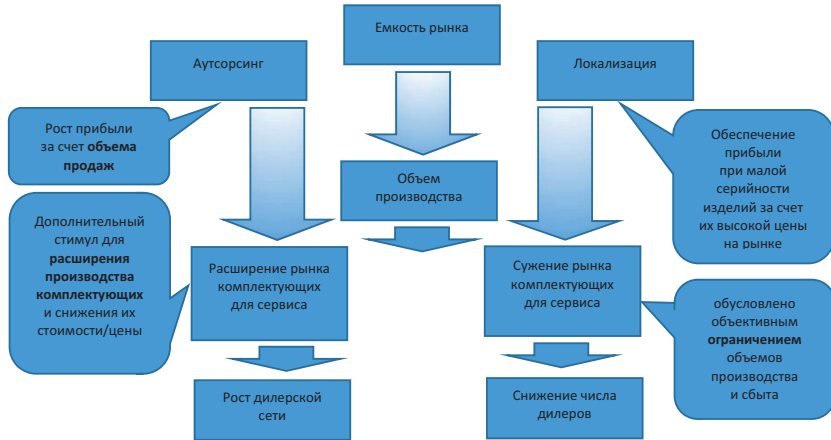 Емкость рынка
Аутсорсинг
Локализация
Рост прибыли
за счет объема
продаж
Обеспечение
прибыли
при малой
серийности
изделий за счет
их высокой цены
на рынке
Объем
производства
Дополнительный
стимул для
расширения
производства
комплектующих
и снижения их
стоимости/цены
Расширение рынка
комплектующих
для сервиса
Сужение рынка
комплектующих
для сервиса
обусловлено
объективным
ограничением
объемов
производства
и сбыта
Рост дилерской
сети
Снижение числа
дилеров